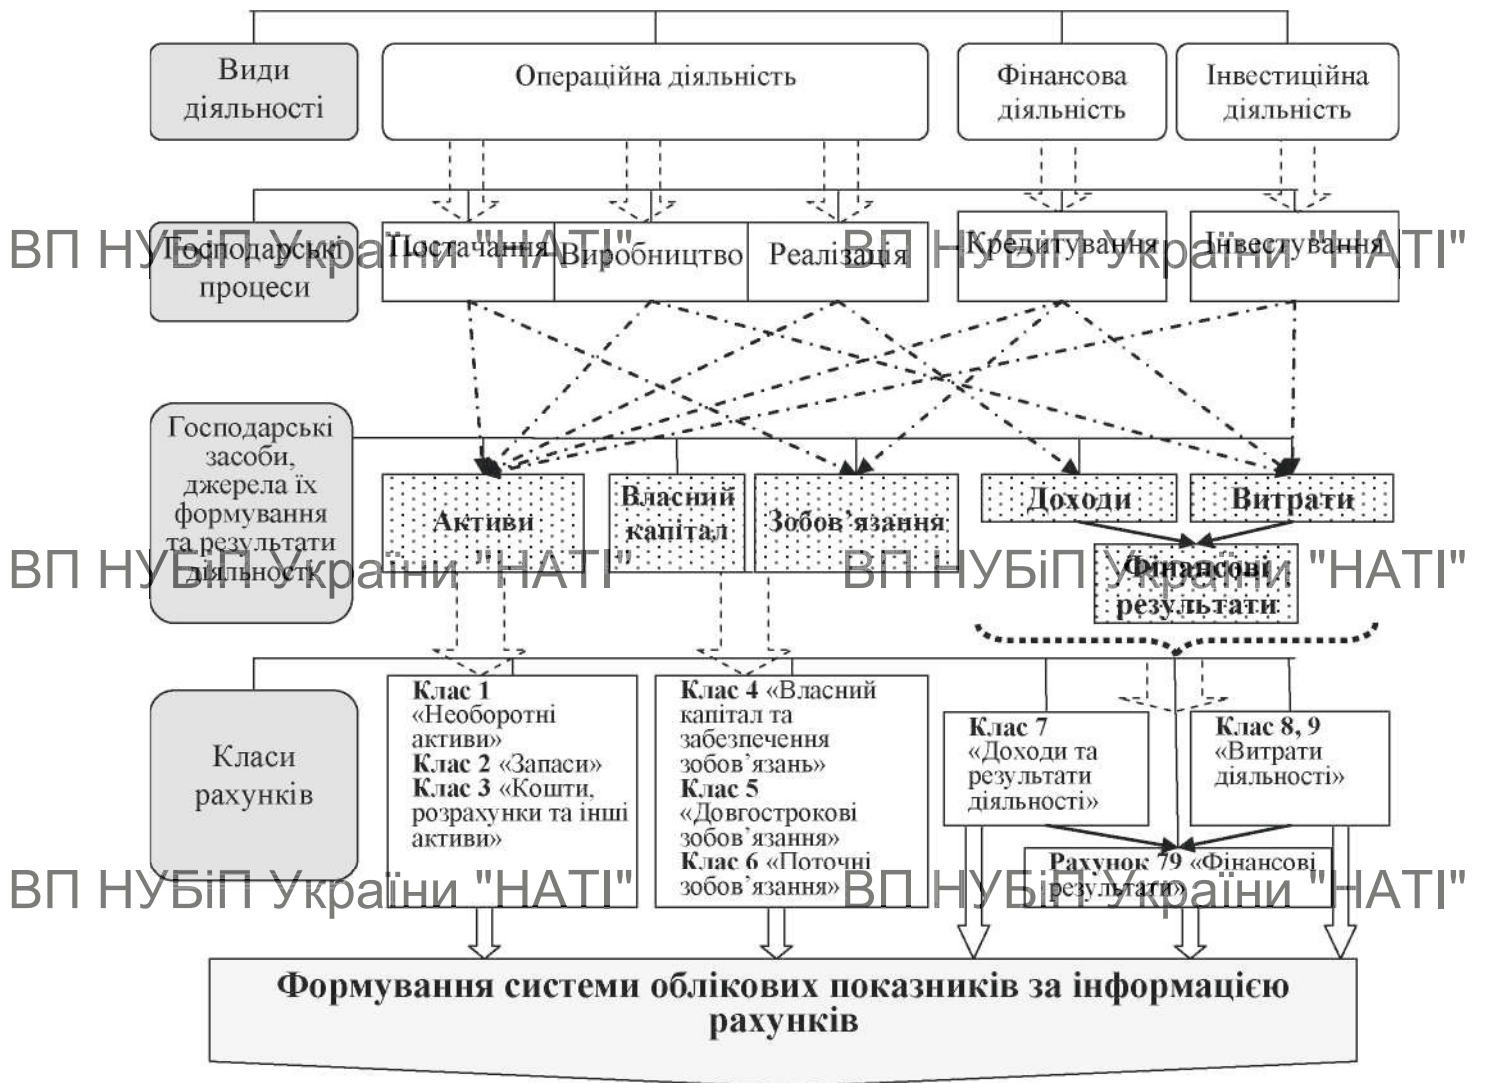 Види
діяльності
Операційна діяльність
Фінансова
діяльність
Інвестиційна
діяльність
Господарські
процеси
Постачання
Виробництво
Реалізація
Кредитування
Інвестування
ВП НУБіП України "НАТІ"
ВП НУБіП України "НАТІ"
Господарські
засоби,
джерела їх
формування
та результати
діяльності
Активи
Власний
капітал
Зобов’язання
Доходи
Витрати
Фінансові
результати
ВП НУБіП України "НАТІ"
ВП НУБіП України "НАТІ"
Класи
рахунків
Клас 1
«Необоротні
активи»
Клас 2 «Запаси»
Клас 3 «Кошти,
розрахунки та інші
активи»
Клас 4 «Власний
капітал та
забезпечення
зобов’язань»
Клас 5
«Довгострокові
зобов’язання»
Клас 6 «Поточні
зобов’язання»
Клас 7
«Доходи та
результати
діяльності»
Клас 8, 9
«Витрати
діяльності»
Рахунок 79 «Фінансові
результати»
ВП НУБіП України "НАТІ"
ВП НУБіП України "НАТІ"
Формування системи облікових показників за інформацією
рахунків